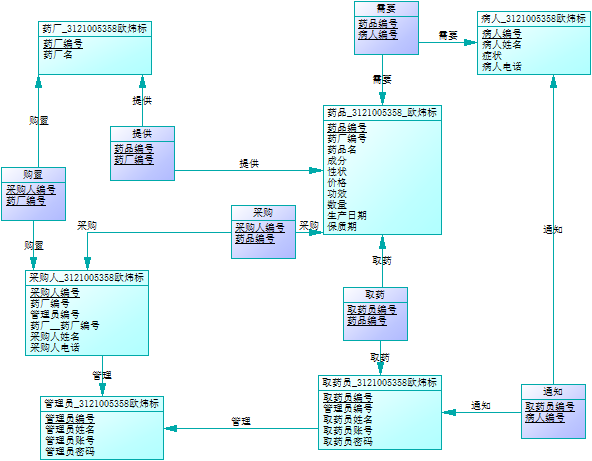 药厂_3121005358欧炜标
药厂编号
药厂名
需要
药品编号
病人编号
病人_3121005358欧炜标
病人编号
病人姓名
症状
病人电话
需要
需要
药品_3121005358_欧炜标
药品编号
药厂编号
药品名
成分
性状
价格
功效
数量
生产日期
保质期
提供
提供
药品编号
药厂编号
提供
购置
购置
采购人编号
药厂编号
购置
采购
采购人编号
药品编号
采购
采购
通知
取药
采购人_3121005358欧炜标
采购人编号
药厂编号
管理员编号
药厂__药厂编号
采购人姓名
采购人电话
取药
取药员编号
药品编号
取药
管理
管理员_3121005358欧炜标
管理员编号
管理员姓名
管理员账号
管理员密码
管理
取药员_3121005358欧炜标
取药员编号
管理员编号
取药员姓名
取药员账号
取药员密码
通知
通知
取药员编号
病人编号